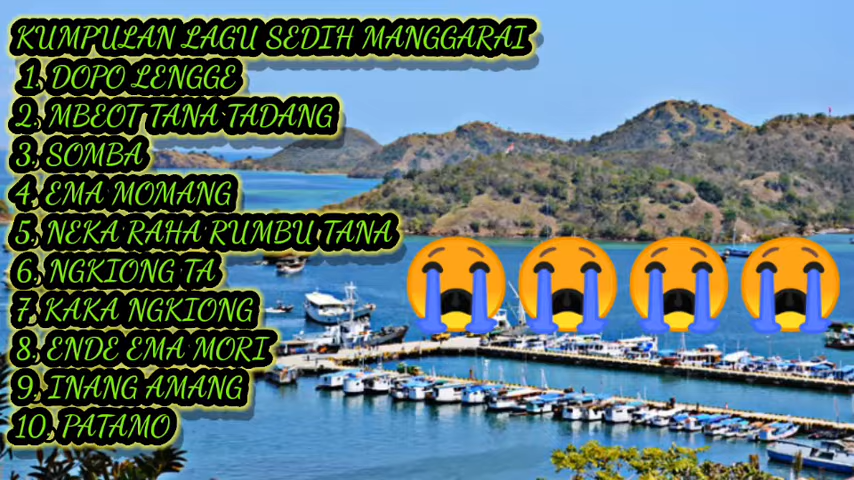 KUMPULAN LAGU SEDIH MANGGARAI
1. DOPO LENGGE
2. MBEOT TANA TADANG
3. SOMBA
4. EMA MOMANG
5. NEKA RAHA RUMBU TANA
6. NGKIONG TA
7. KAKA NGKIONG
8. ENDE EMA MORI
9. INANG AMANG
10. PATAMO